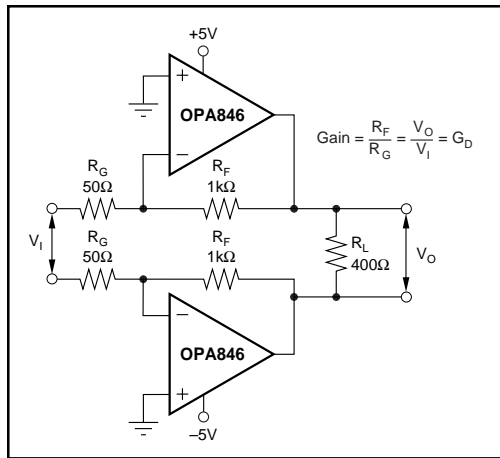 +5V
+
OPA846
−
Gain = R_F/R_G = V_O/V_I = G_D
R_G
50Ω
R_F
1kΩ
V_I
R_G
50Ω
R_F
1kΩ
R_L
400Ω
V_O
−
OPA846
+
–5V